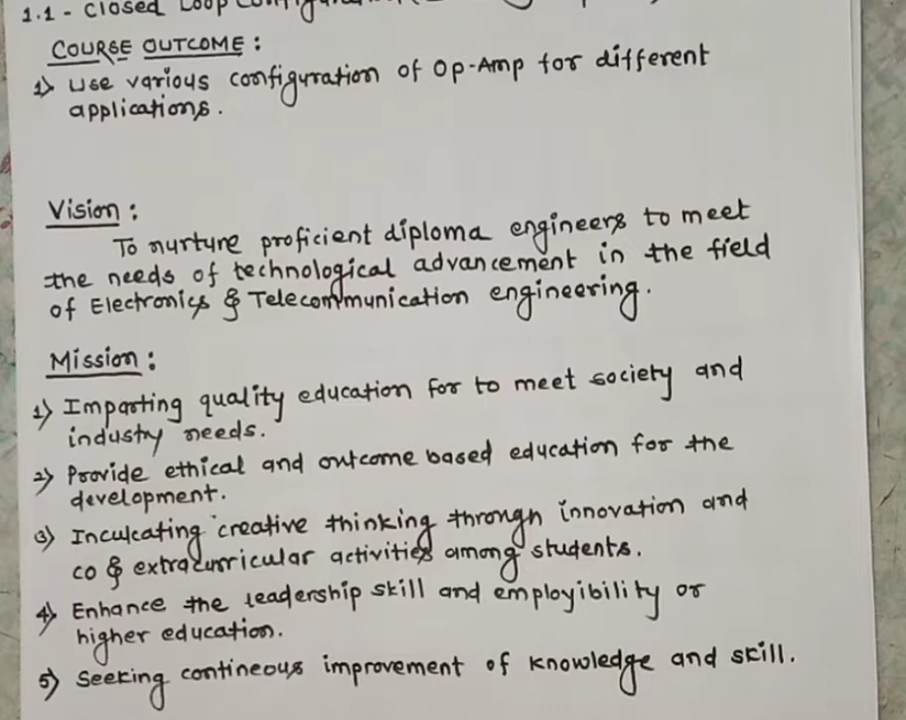 1.1 - Closed Loop
COURSE OUTCOME :
1) Use various configuration of Op-Amp for different
applications.
Vision :
To nurture proficient diploma engineers to meet
the needs of technological advancement in the field
of Electronics & Telecommunication engineering.
Mission :
1) Imparting quality education for to meet society and
industry needs.
2) Provide ethical and outcome based education for the
development.
3) Inculcating creative thinking through innovation and
co & extracurricular activities among students.
4) Enhance the leadership skill and employibility or
higher education.
5) Seeking contineous improvement of knowledge and skill.